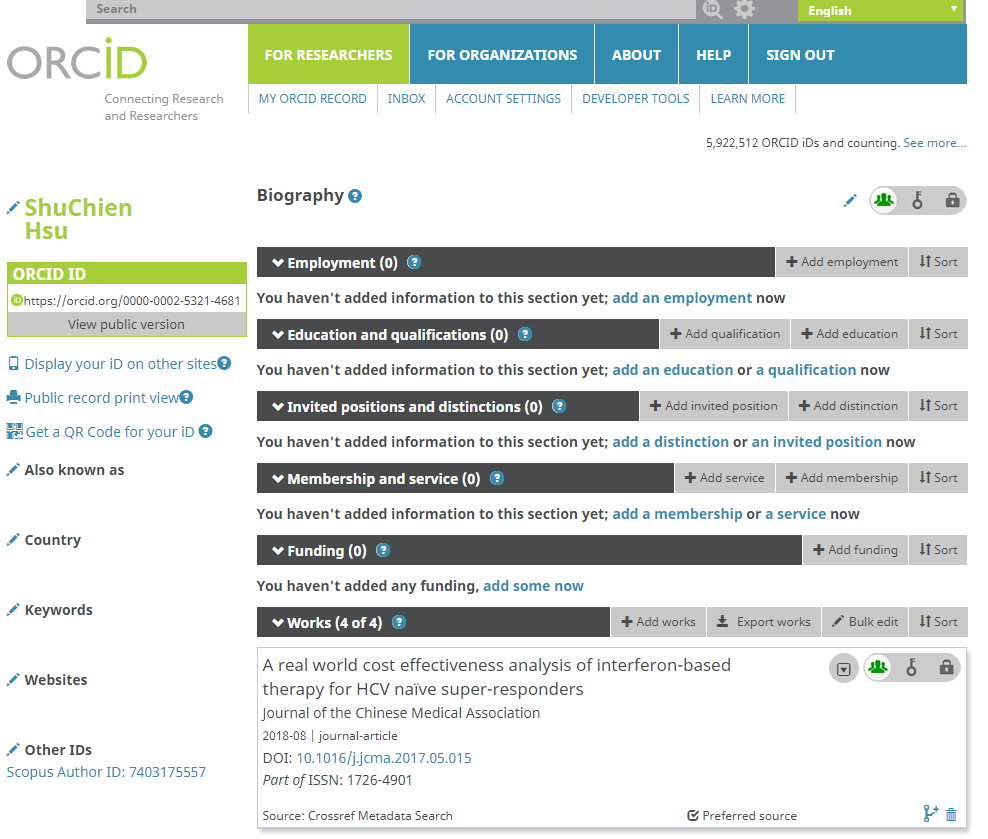 Search
English
ORCID
Connecting Research
and Researchers
FOR RESEARCHERS
FOR ORGANIZATIONS
ABOUT
HELP
SIGN OUT
MY ORCID RECORD
INBOX
ACCOUNT SETTINGS
DEVELOPER TOOLS
LEARN MORE
5,922,512 ORCID iDs and counting. See more...
ShuChien
Hsu
ORCID ID
https://orcid.org/0000-0002-5321-4681
View public version
Display your iD on other sites
Public record print view
Get a QR Code for your iD
Also known as
Country
Keywords
Websites
Other IDs
Scopus Author ID: 7403175557
Biography
Employment (0) Add employment Sort
You haven't added information to this section yet; add an employment now
Education and qualifications (0) Add qualification Add education Sort
You haven't added information to this section yet; add an education or a qualification now
Invited positions and distinctions (0) Add invited position Add distinction Sort
You haven't added information to this section yet; add a distinction or an invited position now
Membership and service (0) Add service Add membership Sort
You haven't added information to this section yet; add a membership or a service now
Funding (0) Add funding Sort
You haven't added any funding, add some now
Works (4 of 4) Add works Export works Bulk edit Sort
A real world cost effectiveness analysis of interferon-based
therapy for HCV naïve super-responders
Journal of the Chinese Medical Association
2018-08 | journal-article
DOI: 10.1016/j.jcma.2017.05.015
Part of ISSN: 1726-4901
Source: Crossref Metadata Search Preferred source